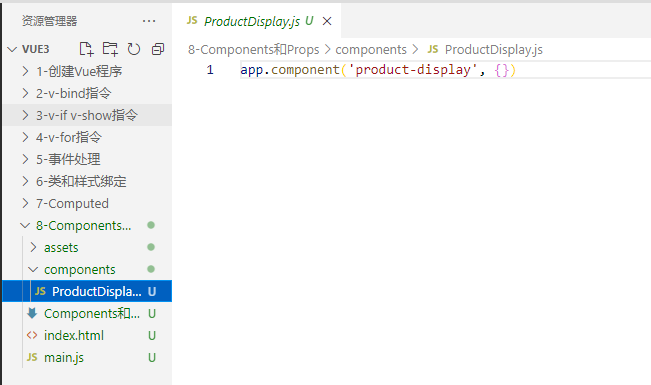 资源管理器
VUE3
1-创建Vue程序
2-v-bind指令
3-v-if v-show指令
4-v-for指令
5-事件处理
6-类和样式绑定
7-Computed
8-Components...
assets
components
JS ProductDispla... U
Components和... U
index.html U
JS main.js U
JS ProductDisplay.js U
8-Components和Props > components > JS ProductDisplay.js
1 app.component('product-display', {})